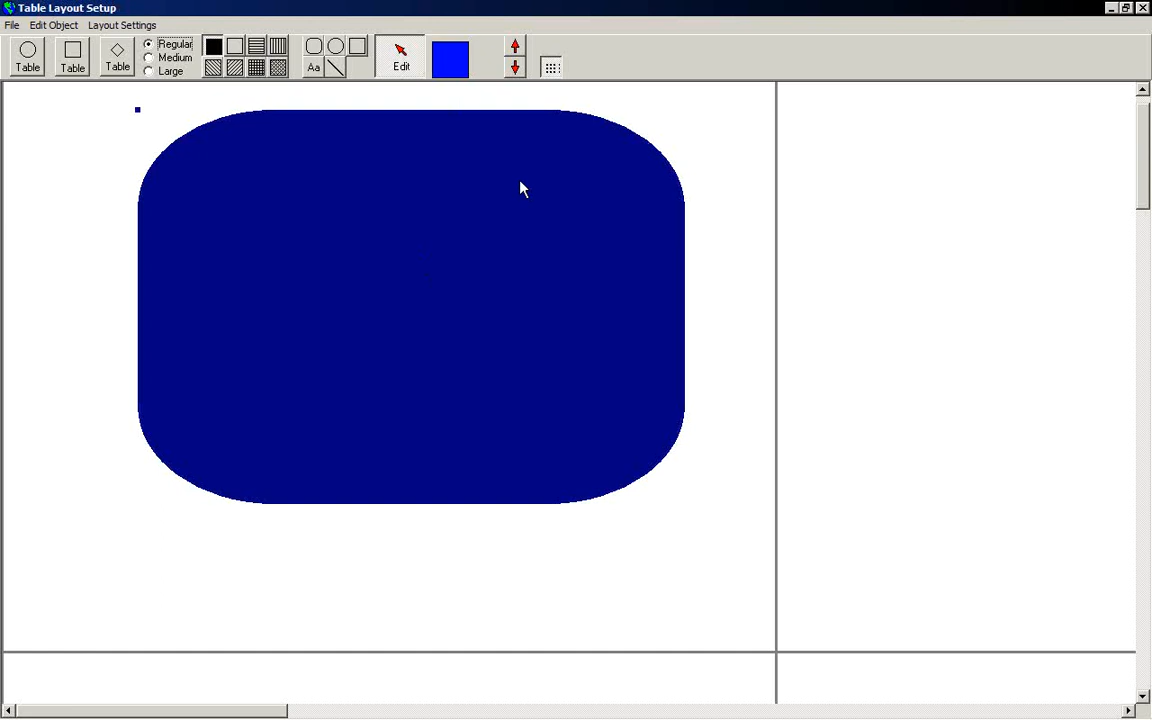 Table Layout Setup
File Edit Object Layout Settings
Table Table Table
Regular
Medium
Large
Aa
Edit